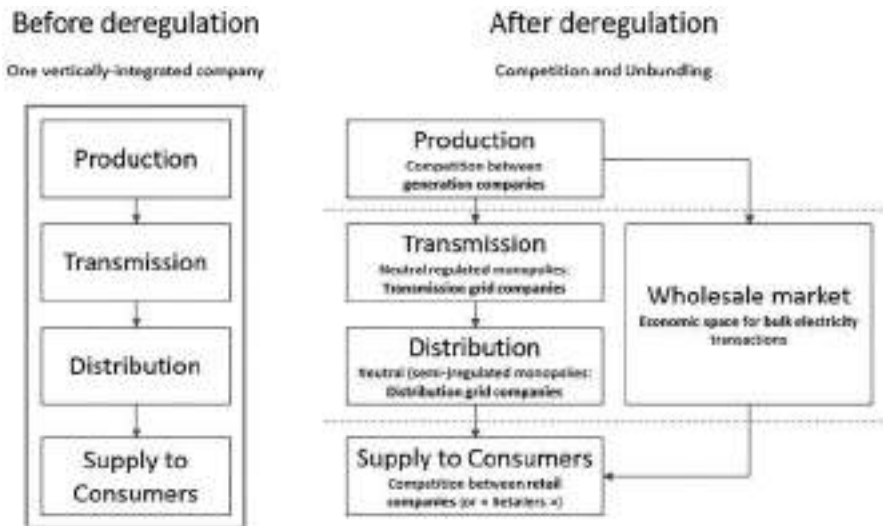 Before deregulation
One vertically-integrated company
Production
Transmission
Distribution
Supply to
Consumers
After deregulation
Competition and Unbundling
Production
Competition between
generation companies
Transmission
Neutral regulated monopolies:
Transmission grid companies
Distribution
Neutral (semi-)regulated monopolies:
Distribution grid companies
Supply to Consumers
Competition between retail
companies (or « Retailers »)
Wholesale market
Economic space for bulk electricity
transactions